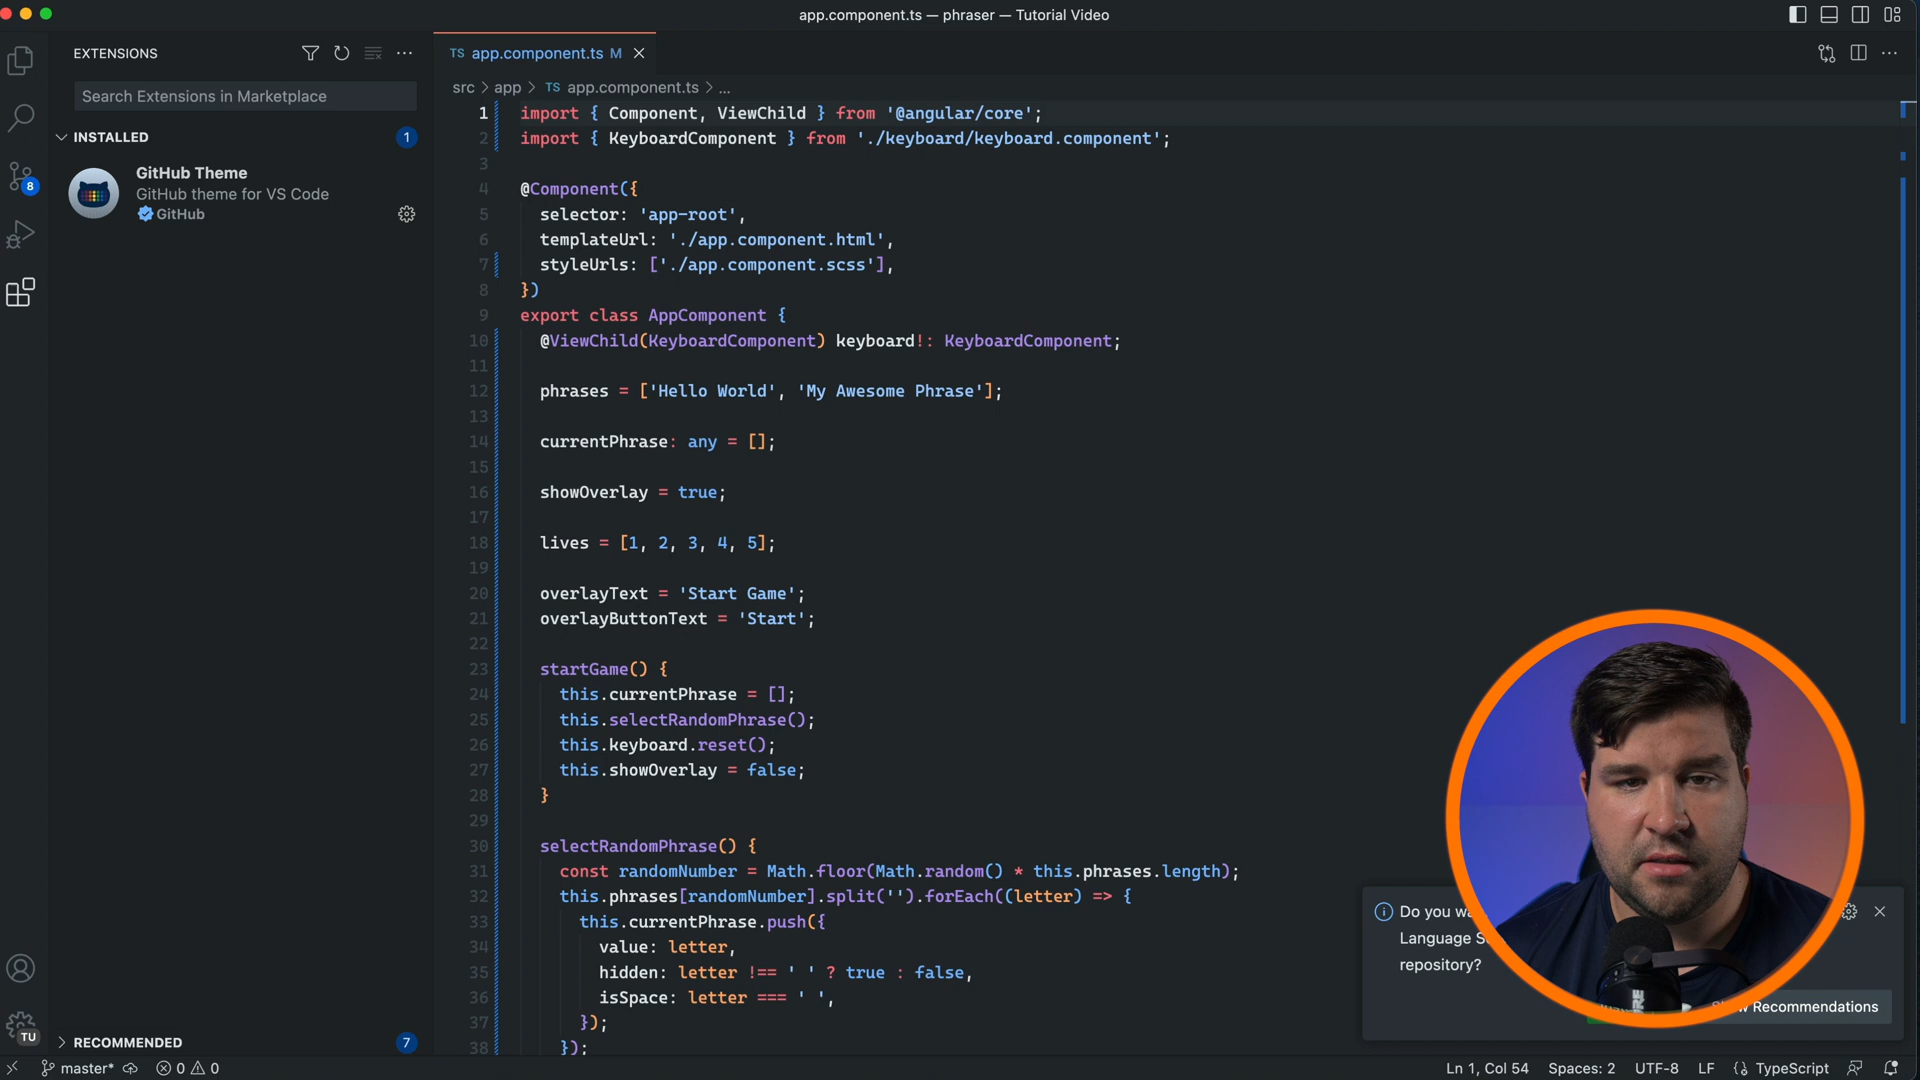 app.component.ts — phraser — Tutorial Video
EXTENSIONS
Search Extensions in Marketplace
INSTALLED
1
GitHub Theme
GitHub theme for VS Code
GitHub
8
TU
RECOMMENDED
7
TS app.component.ts M
src > app > TS app.component.ts > ...
1 import { Component, ViewChild } from '@angular/core';
2 import { KeyboardComponent } from './keyboard/keyboard.component';
3
4 @Component({
5 selector: 'app-root',
6 templateUrl: './app.component.html',
7 styleUrls: ['./app.component.scss'],
8 })
9 export class AppComponent {
10 @ViewChild(KeyboardComponent) keyboard!: KeyboardComponent;
11
12 phrases = ['Hello World', 'My Awesome Phrase'];
13
14 currentPhrase: any = [];
15
16 showOverlay = true;
17
18 lives = [1, 2, 3, 4, 5];
19
20 overlayText = 'Start Game';
21 overlayButtonText = 'Start';
22
23 startGame() {
24 this.currentPhrase = [];
25 this.selectRandomPhrase();
26 this.keyboard.reset();
27 this.showOverlay = false;
28 }
29
30 selectRandomPhrase() {
31 const randomNumber = Math.floor(Math.random() * this.phrases.length);
32 this.phrases[randomNumber].split('').forEach((letter) => {
33 this.currentPhrase.push({
34 value: letter,
35 hidden: letter !== ' ' ? true : false,
36 isSpace: letter === ' ',
37 });
38 });
Do you
Language
repository?
Recommendations
master*
0 0
Ln 1, Col 54
Spaces: 2
UTF-8
LF
{} TypeScript